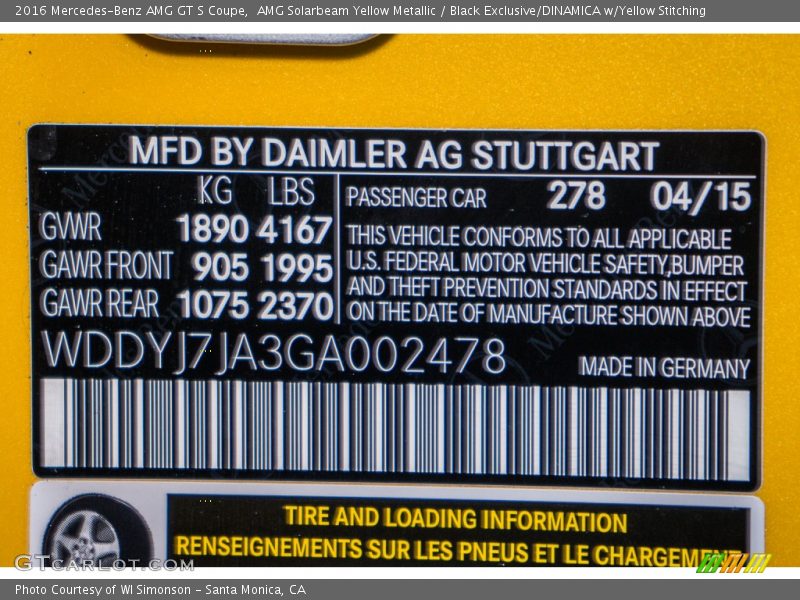 2016 Mercedes-Benz AMG GT S Coupe,  AMG Solarbeam Yellow Metallic / Black Exclusive/DINAMICA w/Yellow Stitching
MFD BY DAIMLER AG STUTTGART
KG LBS
GVWR 1890 4167
GAWR FRONT 905 1995
GAWR REAR 1075 2370
PASSENGER CAR 278 04/15
THIS VEHICLE CONFORMS TO ALL APPLICABLE
U.S. FEDERAL MOTOR VEHICLE SAFETY,BUMPER
AND THEFT PREVENTION STANDARDS IN EFFECT
ON THE DATE OF MANUFACTURE SHOWN ABOVE
WDDYJ7JA3GA002478
MADE IN GERMANY
TIRE AND LOADING INFORMATION
RENSEIGNEMENTS SUR LES PNEUS ET LE CHARGEMENT
GTCarLot.com
Photo Courtesy of WI Simonson - Santa Monica, CA